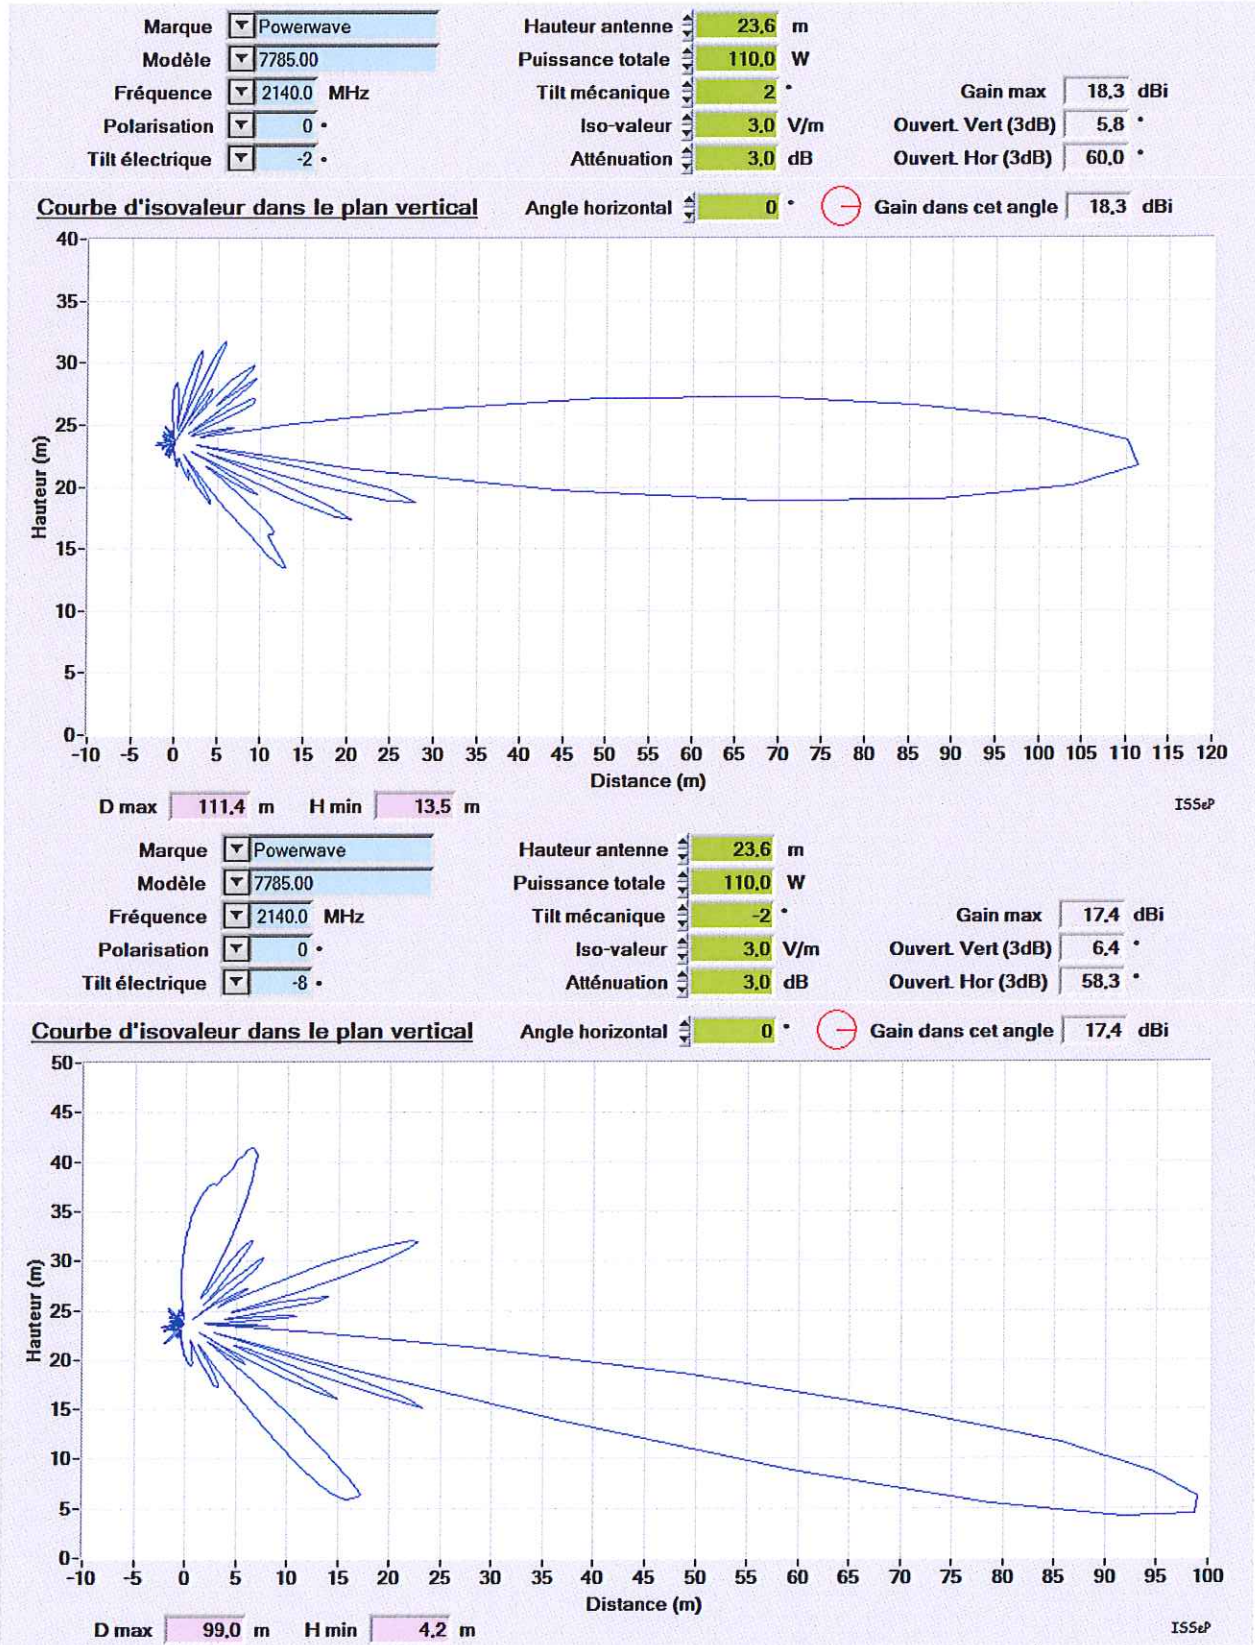 Marque Powerwave Hauteur antenne 23,6 m
Modèle 7785.00 Puissance totale 110,0 W
Fréquence 2140.0 MHz Tilt mécanique 2 ° Gain max 18,3 dBi
Polarisation 0 ° Iso-valeur 3,0 V/m Ouvert. Vert (3dB) 5,8 °
Tilt électrique -2 ° Atténuation 3,0 dB Ouvert. Hor (3dB) 60,0 °
Courbe d'isovaleur dans le plan vertical Angle horizontal 0 ° Gain dans cet angle 18,3 dBi
40
35
30
25
20
15
10
5
0
Hauteur (m)
-10 -5 0 5 10 15 20 25 30 35 40 45 50 55 60 65 70 75 80 85 90 95 100 105 110 115 120
Distance (m)
D max 111,4 m H min 13,5 m ISSeP
Marque Powerwave Hauteur antenne 23,6 m
Modèle 7785.00 Puissance totale 110,0 W
Fréquence 2140.0 MHz Tilt mécanique -2 ° Gain max 17,4 dBi
Polarisation 0 ° Iso-valeur 3,0 V/m Ouvert. Vert (3dB) 6,4 °
Tilt électrique -8 ° Atténuation 3,0 dB Ouvert. Hor (3dB) 58,3 °
Courbe d'isovaleur dans le plan vertical Angle horizontal 0 ° Gain dans cet angle 17,4 dBi
50
45
40
35
30
25
20
15
10
5
0
Hauteur (m)
-10 -5 0 5 10 15 20 25 30 35 40 45 50 55 60 65 70 75 80 85 90 95 100
Distance (m)
D max 99,0 m H min 4,2 m ISSeP